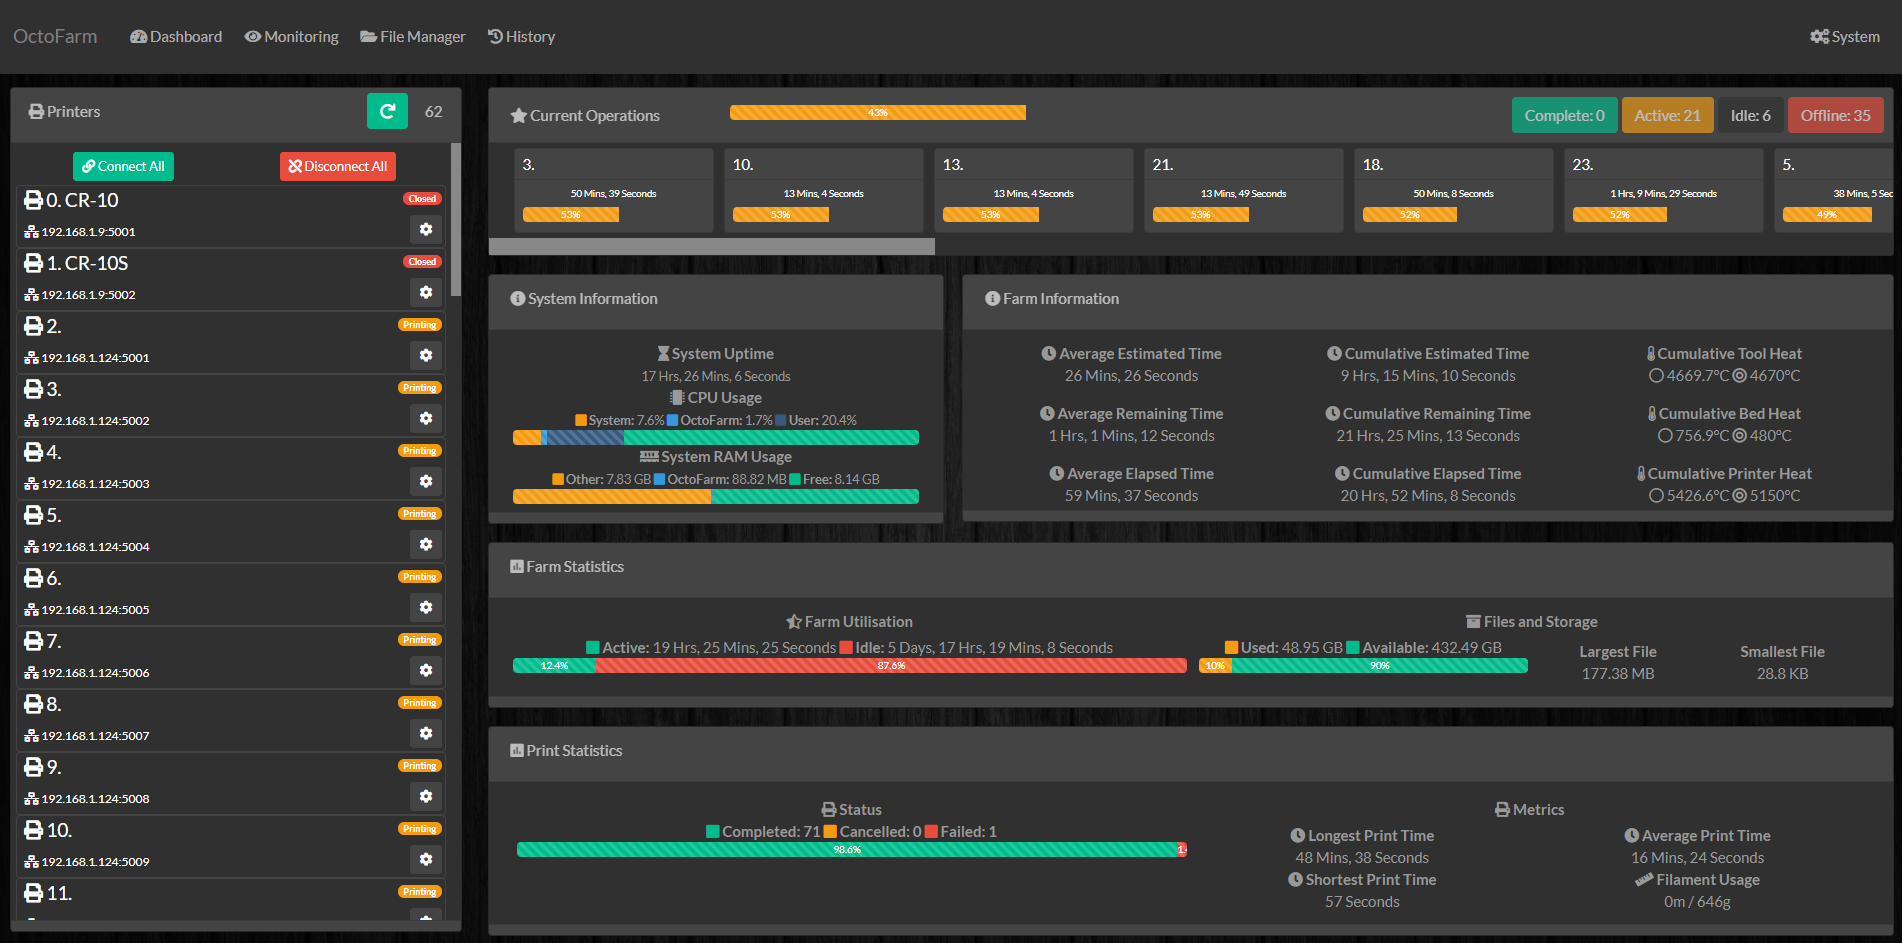 OctoFarm Dashboard Monitoring File Manager History System
Printers 62
Connect All Disconnect All
0. CR-10 Closed
192.168.1.9:5001
1. CR-10S Closed
192.168.1.9:5002
2. Printing
192.168.1.124:5001
3. Printing
192.168.1.124:5002
4. Printing
192.168.1.124:5003
5. Printing
192.168.1.124:5004
6. Printing
192.168.1.124:5005
7. Printing
192.168.1.124:5006
8. Printing
192.168.1.124:5007
9. Printing
192.168.1.124:5008
10. Printing
192.168.1.124:5009
11. Printing
Current Operations 43% Complete: 0 Active: 21 Idle: 6 Offline: 35
3. 10. 13. 21. 18. 23. 5.
50 Mins, 39 Seconds 13 Mins, 4 Seconds 13 Mins, 4 Seconds 13 Mins, 49 Seconds 50 Mins, 8 Seconds 1 Hrs, 9 Mins, 29 Seconds 38 Mins, 5 Sec
53% 53% 53% 53% 52% 52% 49%
System Information
System Uptime
17 Hrs, 26 Mins, 6 Seconds
CPU Usage
System: 7.6% OctoFarm: 1.7% User: 20.4%
System RAM Usage
Other: 7.83 GB OctoFarm: 88.82 MB Free: 8.14 GB
Farm Information
Average Estimated Time Cumulative Estimated Time Cumulative Tool Heat
26 Mins, 26 Seconds 9 Hrs, 15 Mins, 10 Seconds 4669.7°C 4670°C
Average Remaining Time Cumulative Remaining Time Cumulative Bed Heat
1 Hrs, 1 Mins, 12 Seconds 21 Hrs, 25 Mins, 13 Seconds 756.9°C 480°C
Average Elapsed Time Cumulative Elapsed Time Cumulative Printer Heat
59 Mins, 37 Seconds 20 Hrs, 52 Mins, 8 Seconds 5426.6°C 5150°C
Farm Statistics
Farm Utilisation
Active: 19 Hrs, 25 Mins, 25 Seconds Idle: 5 Days, 17 Hrs, 19 Mins, 8 Seconds
12.4% 87.6%
Files and Storage
Used: 48.95 GB Available: 432.49 GB
10% 90%
Largest File Smallest File
177.38 MB 28.8 KB
Print Statistics
Status
Completed: 71 Cancelled: 0 Failed: 1
98.6% 1.
Metrics
Longest Print Time Average Print Time
48 Mins, 38 Seconds 16 Mins, 24 Seconds
Shortest Print Time Filament Usage
57 Seconds 0m / 646g